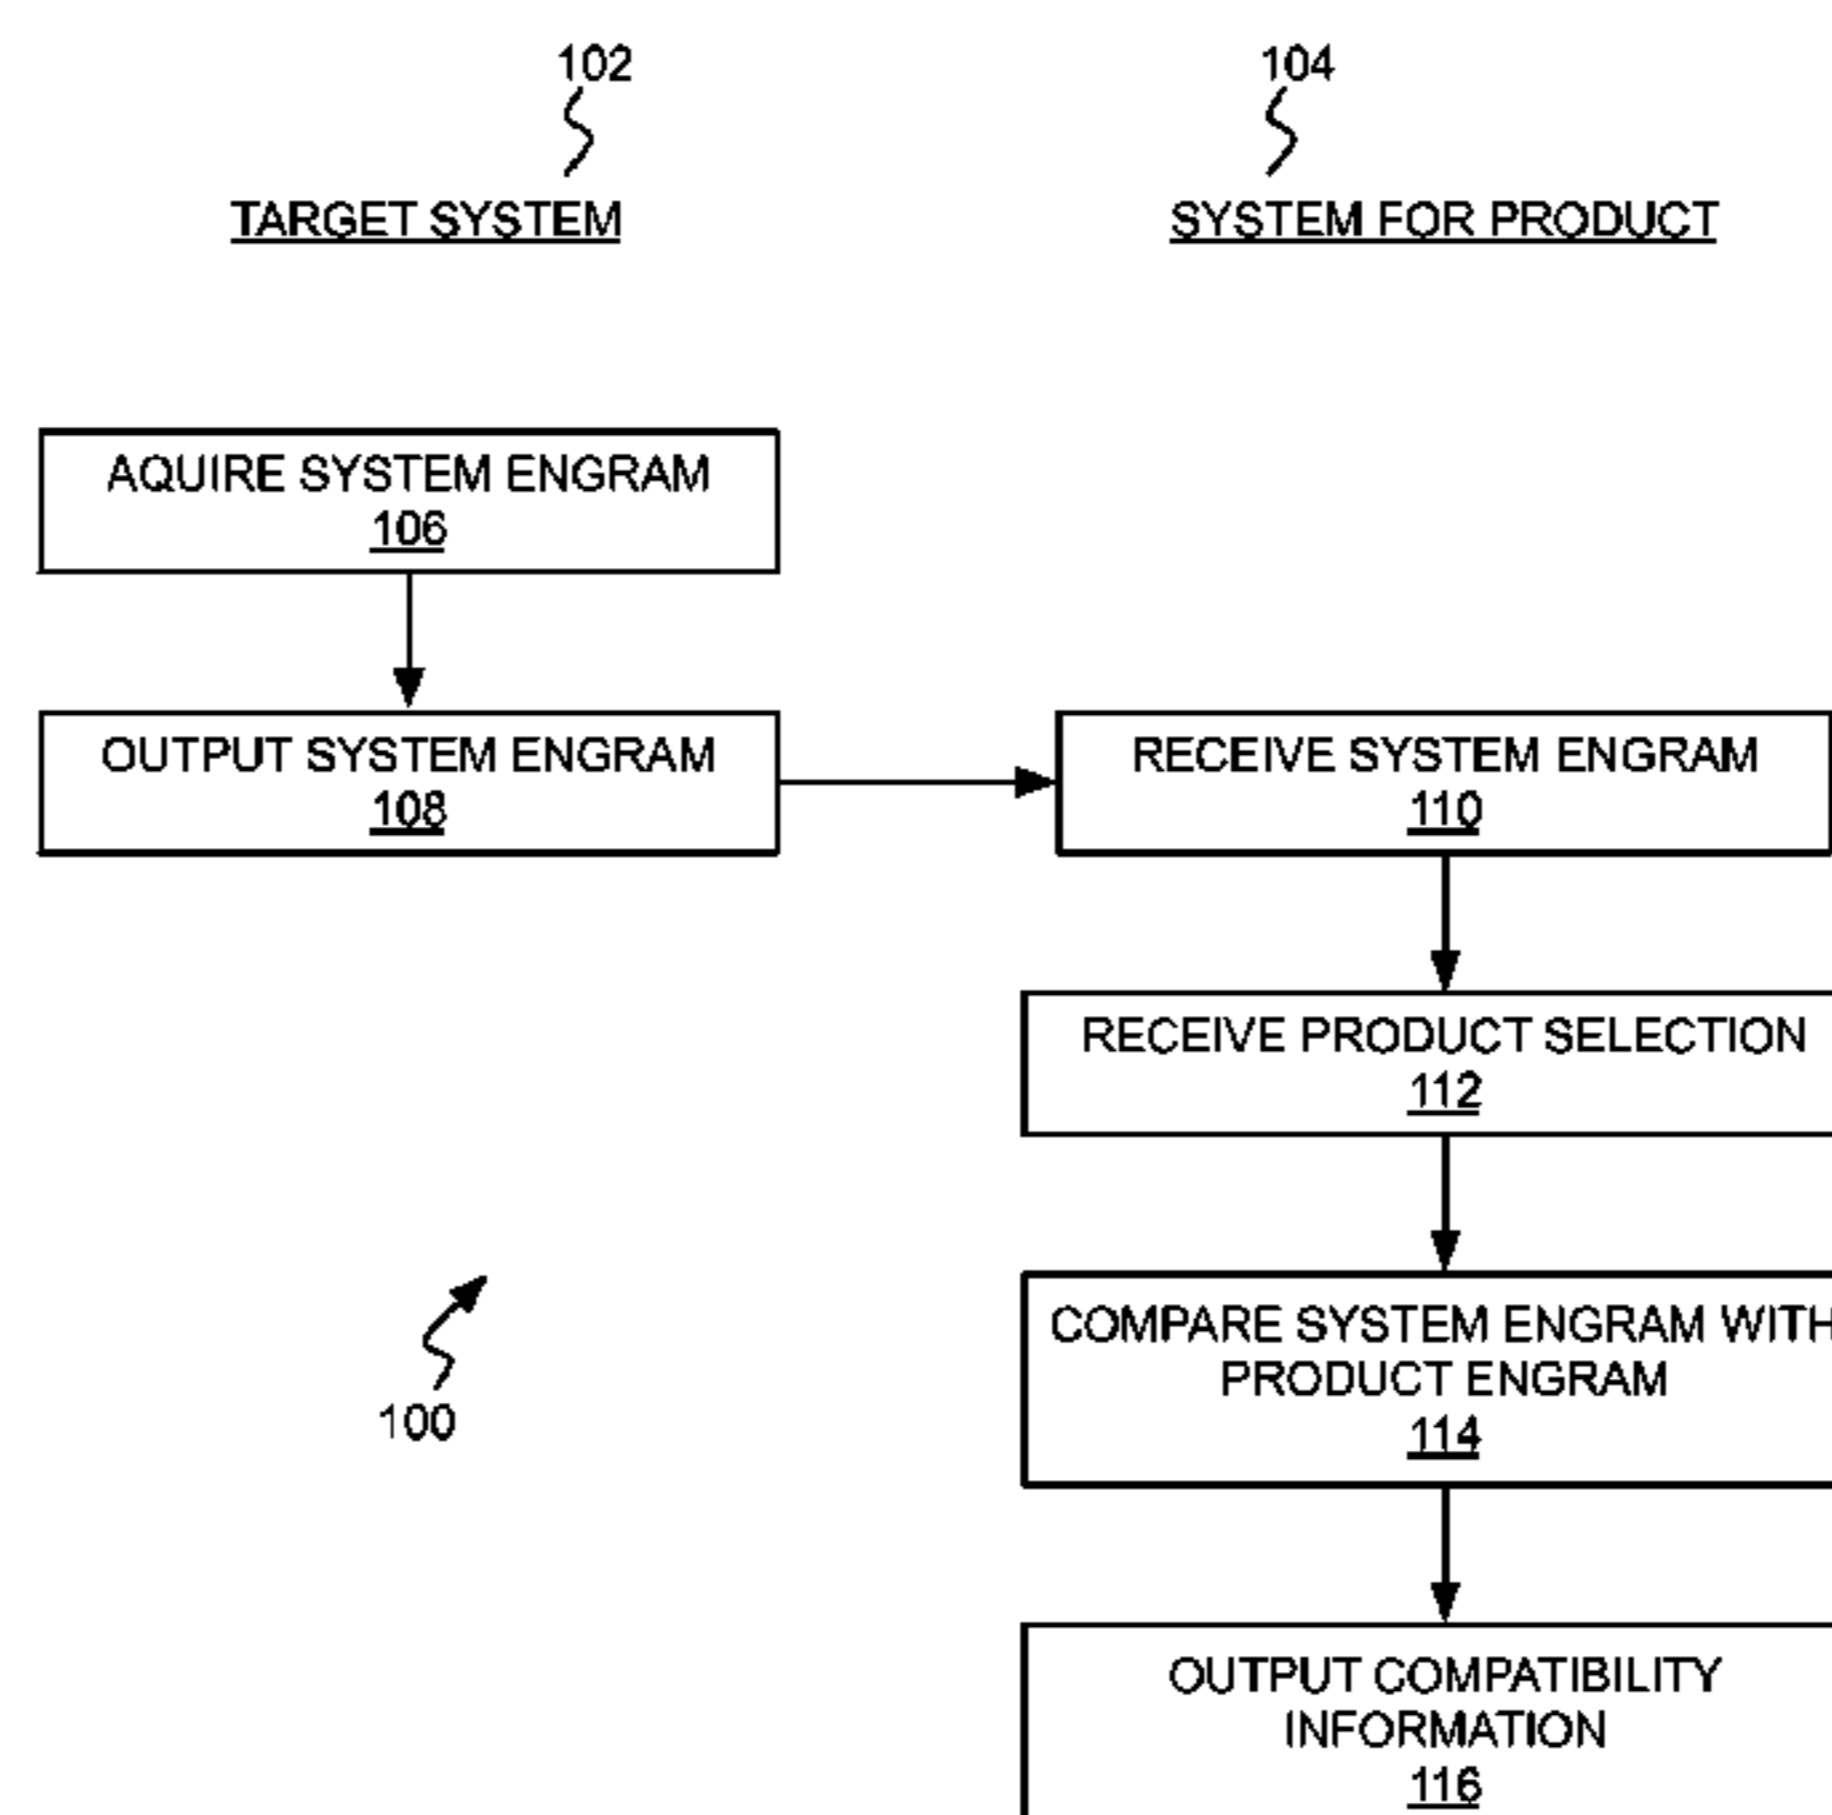 102
104
TARGET SYSTEM
SYSTEM FOR PRODUCT
AQUIRE SYSTEM ENGRAM
106
OUTPUT SYSTEM ENGRAM
108
RECEIVE SYSTEM ENGRAM
110
RECEIVE PRODUCT SELECTION
112
COMPARE SYSTEM ENGRAM WITH
PRODUCT ENGRAM
114
100
OUTPUT COMPATIBILITY
INFORMATION
116